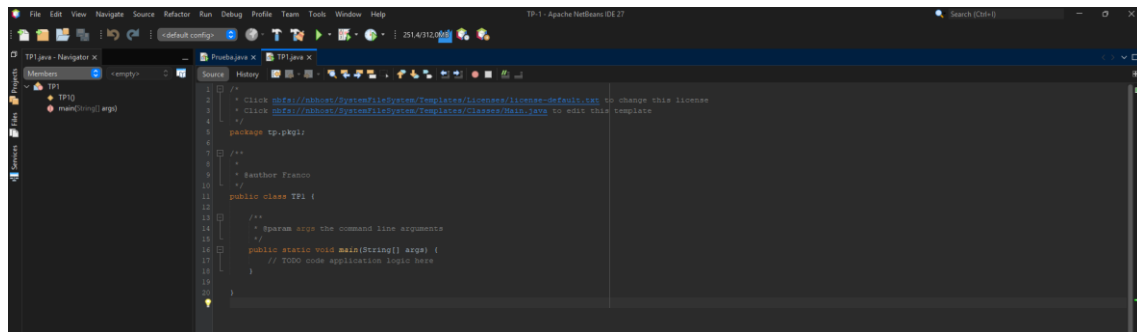 File Edit View Navigate Source Refactor Run Debug Profile Team Tools Window Help TP-1 - Apache NetBeans IDE 27 Search (Ctrl+I)
<default config> 251,4/312,0MB
TP1.java - Navigator × Prueba.java × TP1.java ×
Members <empty> Source History
TP1
TP1()
main(String[] args)
Projects
Files
Services
1 /*
2 * Click nbfs://nbhost/SystemFileSystem/Templates/Licenses/license-default.txt to change this license
3 * Click nbfs://nbhost/SystemFileSystem/Templates/Classes/Main.java to edit this template
4 */
5 package tp.pkg1;
6
7 /**
8 *
9 * @author Franco
10 */
11 public class TP1 {
12
13 /**
14 * @param args the command line arguments
15 */
16 public static void main(String[] args) {
17 // TODO code application logic here
18 }
19
20 }